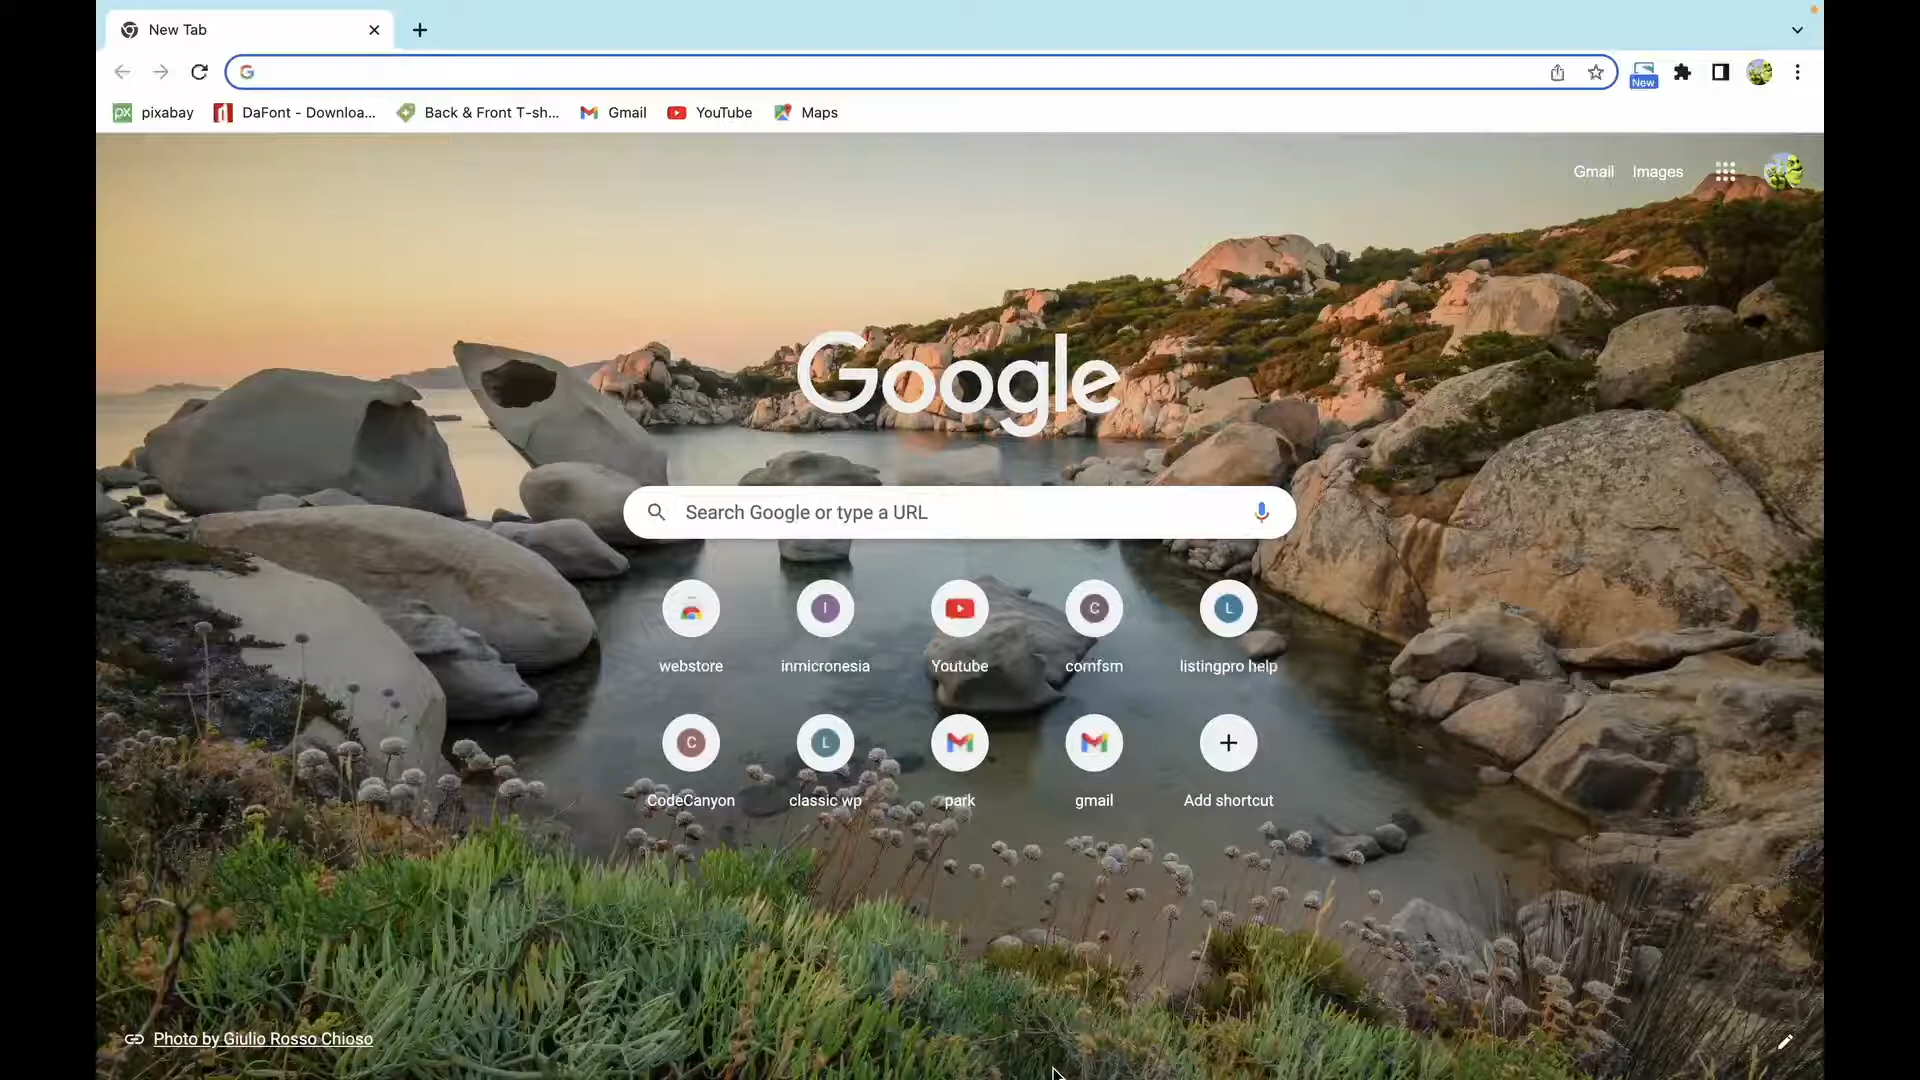 New Tab
New
pixabay
DaFont - Downloa...
Back & Front T-sh...
Gmail
YouTube
Maps
Gmail
Images
Google
Search Google or type a URL
I
C
L
webstore
inmicronesia
Youtube
comfsm
listingpro help
C
L
CodeCanyon
classic wp
park
gmail
Add shortcut
Photo by Giulio Rosso Chioso